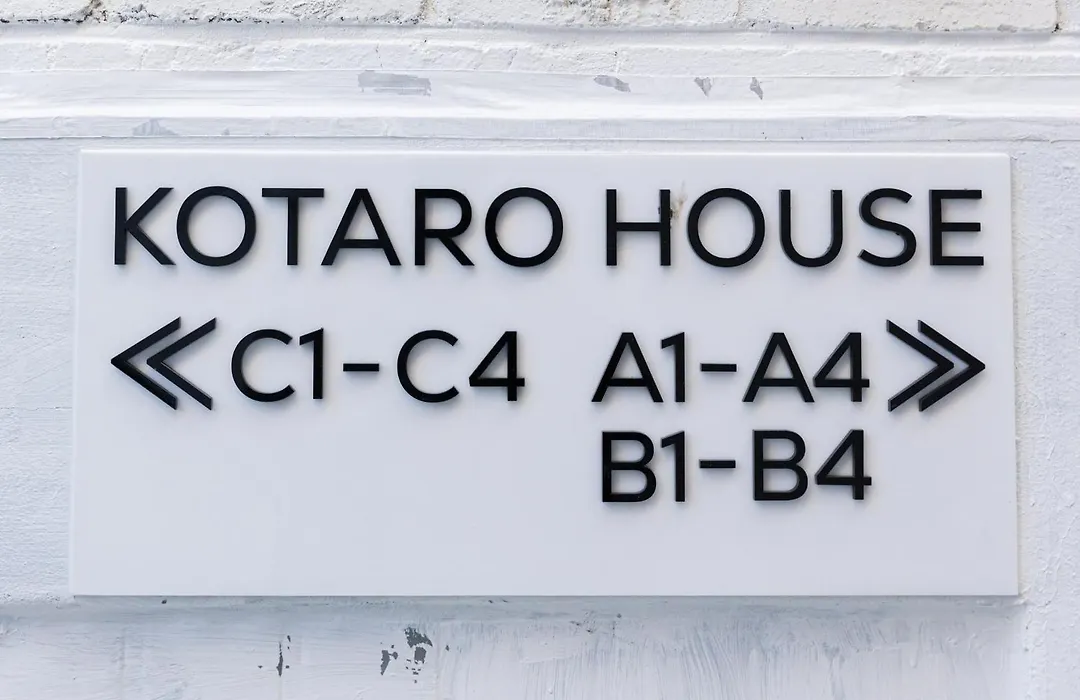 KOTARO HOUSE
≪ C1-C4 A1-A4 ≫
B1-B4